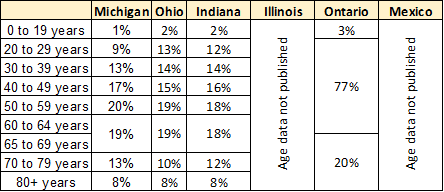 Michigan Ohio Indiana Illinois Ontario Mexico
0 to 19 years 1% 2% 2% Age data not published 3% Age data not published
20 to 29 years 9% 13% 12% 77%
30 to 39 years 13% 14% 14%
40 to 49 years 17% 15% 16%
50 to 59 years 20% 19% 18%
60 to 64 years 19% 19% 18%
65 to 69 years 20%
70 to 79 years 13% 10% 12%
80+ years 8% 8% 8%